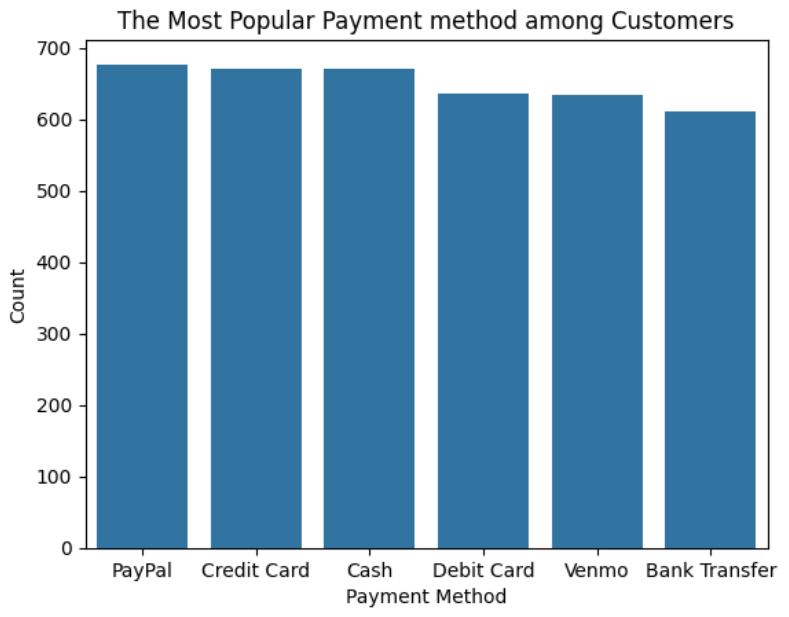 The Most Popular Payment method among Customers
700
600
500
400
300
200
100
0
Count
PayPal Credit Card Cash Debit Card Venmo Bank Transfer
Payment Method